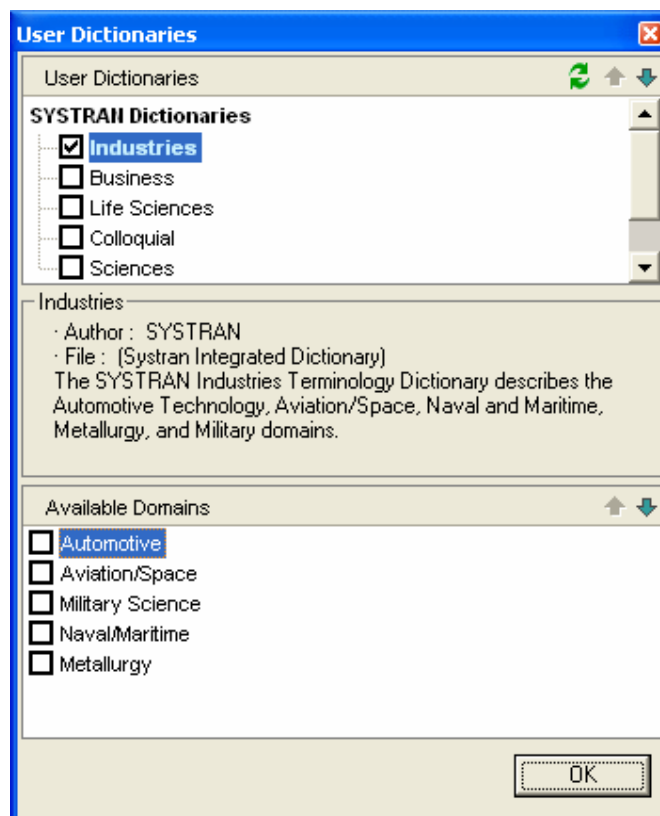 User Dictionaries
User Dictionaries
SYSTRAN Dictionaries
Industries
Business
Life Sciences
Colloquial
Sciences
Industries
· Author : SYSTRAN
· File : (Systran Integrated Dictionary)
The SYSTRAN Industries Terminology Dictionary describes the
Automotive Technology, Aviation/Space, Naval and Maritime,
Metallurgy, and Military domains.
Available Domains
Automotive
Aviation/Space
Military Science
Naval/Maritime
Metallurgy
OK